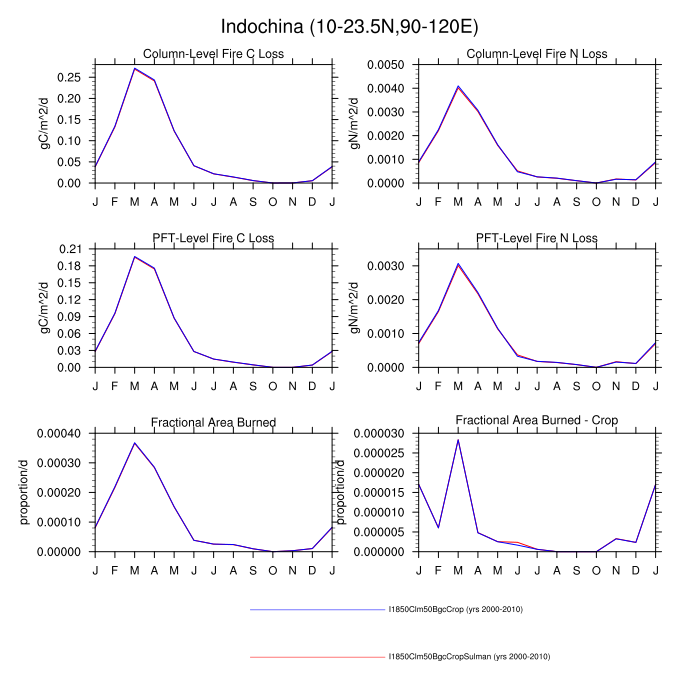 Indochina (10-23.5N,90-120E)
Column-Level Fire C Loss
gC/m^2/d
0.25
0.20
0.15
0.10
0.05
0.00
J F M A M J J A S O N D J
Column-Level Fire N Loss
gN/m^2/d
0.0050
0.0040
0.0030
0.0020
0.0010
0.0000
J F M A M J J A S O N D J
PFT-Level Fire C Loss
gC/m^2/d
0.21
0.18
0.15
0.12
0.09
0.06
0.03
0.00
J F M A M J J A S O N D J
PFT-Level Fire N Loss
gN/m^2/d
0.0030
0.0020
0.0010
0.0000
J F M A M J J A S O N D J
Fractional Area Burned
proportion/d
0.00040
0.00030
0.00020
0.00010
0.00000
J F M A M J J A S O N D J
Fractional Area Burned - Crop
proportion/d
0.000030
0.000025
0.000020
0.000015
0.000010
0.000005
0.000000
J F M A M J J A S O N D J
I1850Clm50BgcCrop (yrs 2000-2010)
I1850Clm50BgcCropSulman (yrs 2000-2010)